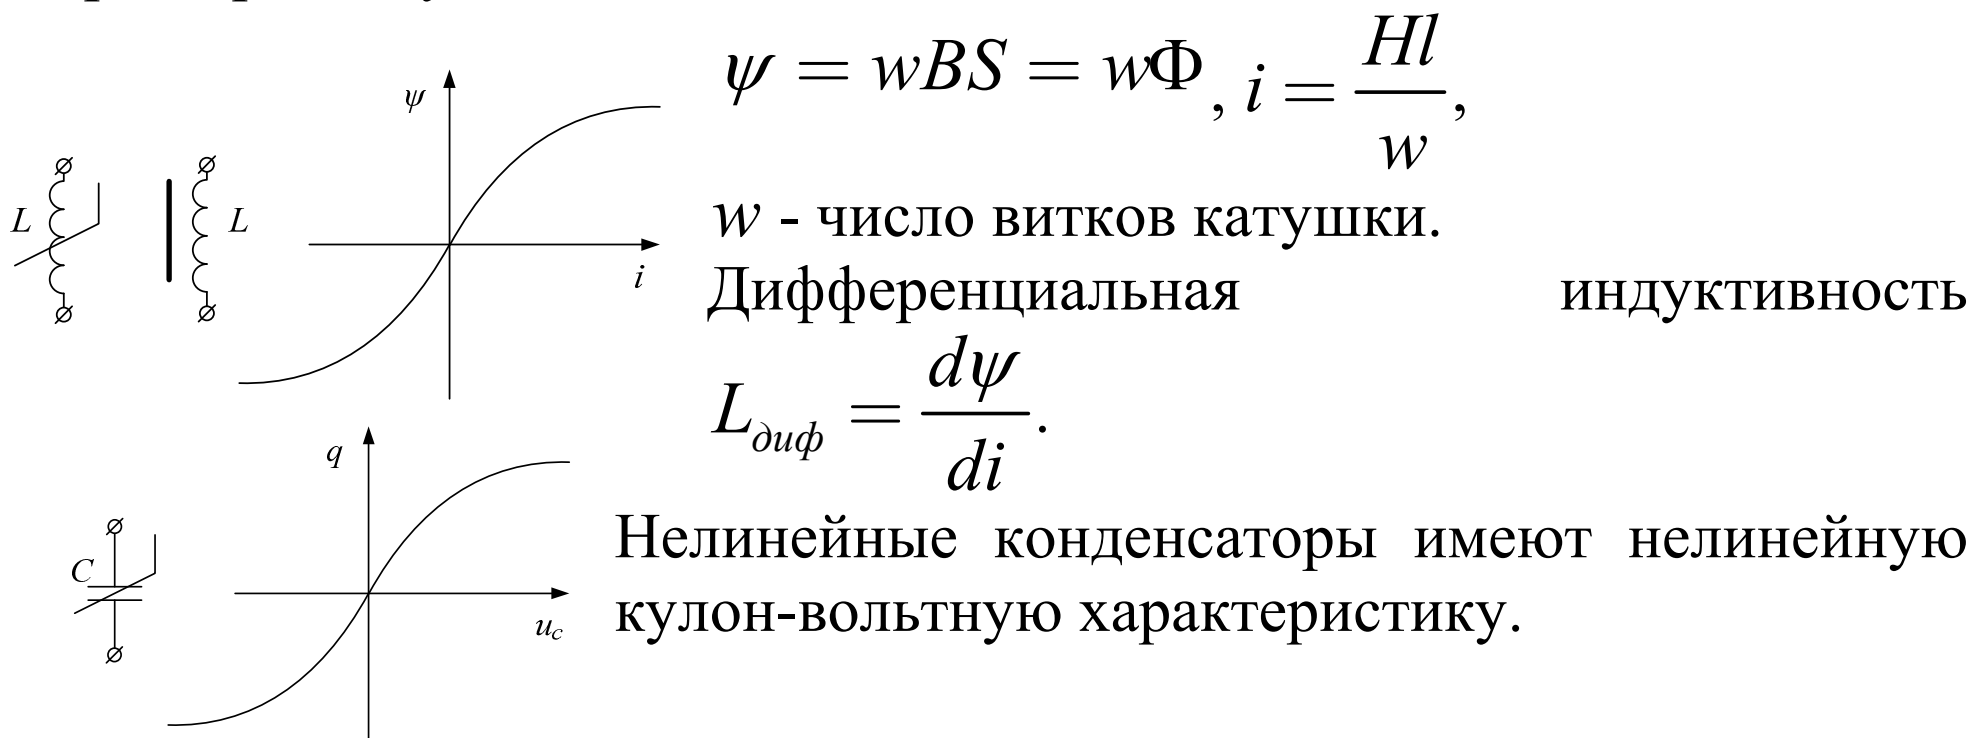 ψ = wBS = wΦ, i = Hl/w,
w - число витков катушки.
Дифференциальная индуктивность
L_диф = dψ/di.
Нелинейные конденсаторы имеют нелинейную
кулон-вольтную характеристику.
ψ
L
L
i
q
C
u_c